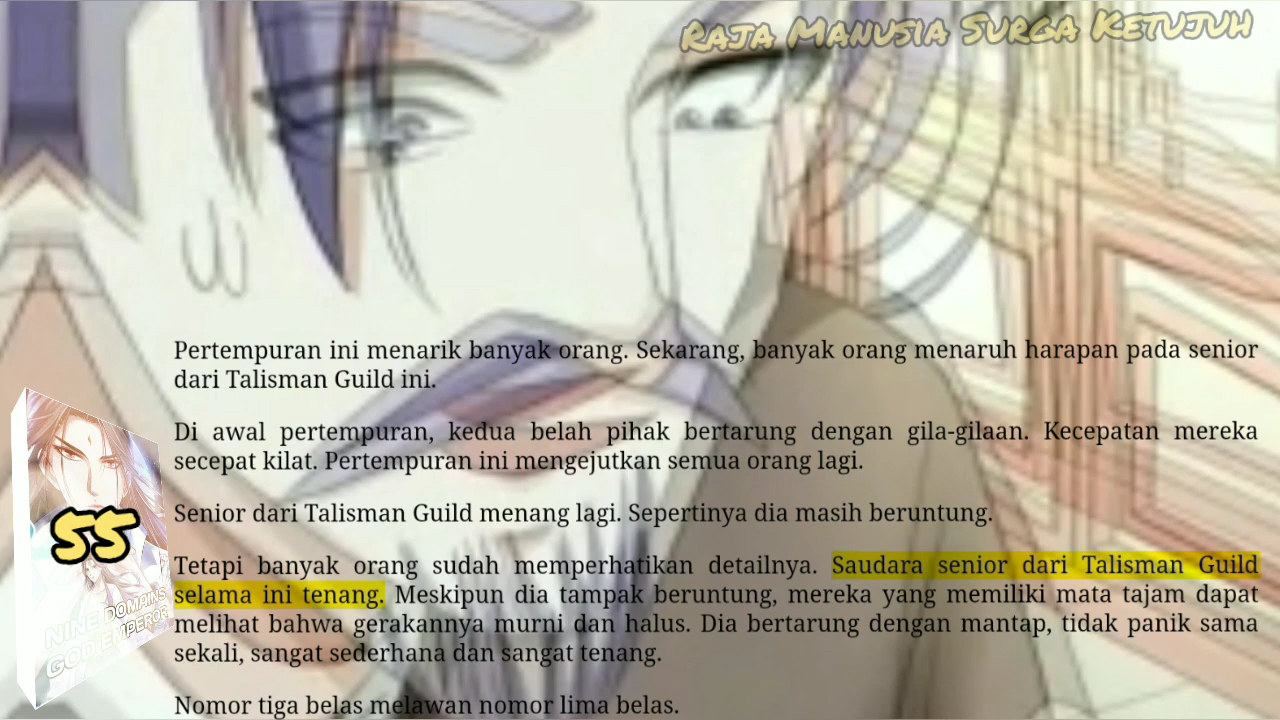 Raja Manusia Surga Ketujuh
Pertempuran ini menarik banyak orang. Sekarang, banyak orang menaruh harapan pada senior
dari Talisman Guild ini.
Di awal pertempuran, kedua belah pihak bertarung dengan gila-gilaan. Kecepatan mereka
secepat kilat. Pertempuran ini mengejutkan semua orang lagi.
Senior dari Talisman Guild menang lagi. Sepertinya dia masih beruntung.
Tetapi banyak orang sudah memperhatikan detailnya. Saudara senior dari Talisman Guild
selama ini tenang. Meskipun dia tampak beruntung, mereka yang memiliki mata tajam dapat
melihat bahwa gerakannya murni dan halus. Dia bertarung dengan mantap, tidak panik sama
sekali, sangat sederhana dan sangat tenang.
Nomor tiga belas melawan nomor lima belas.
55
NINE DOMAINS
GOD EMPEROR